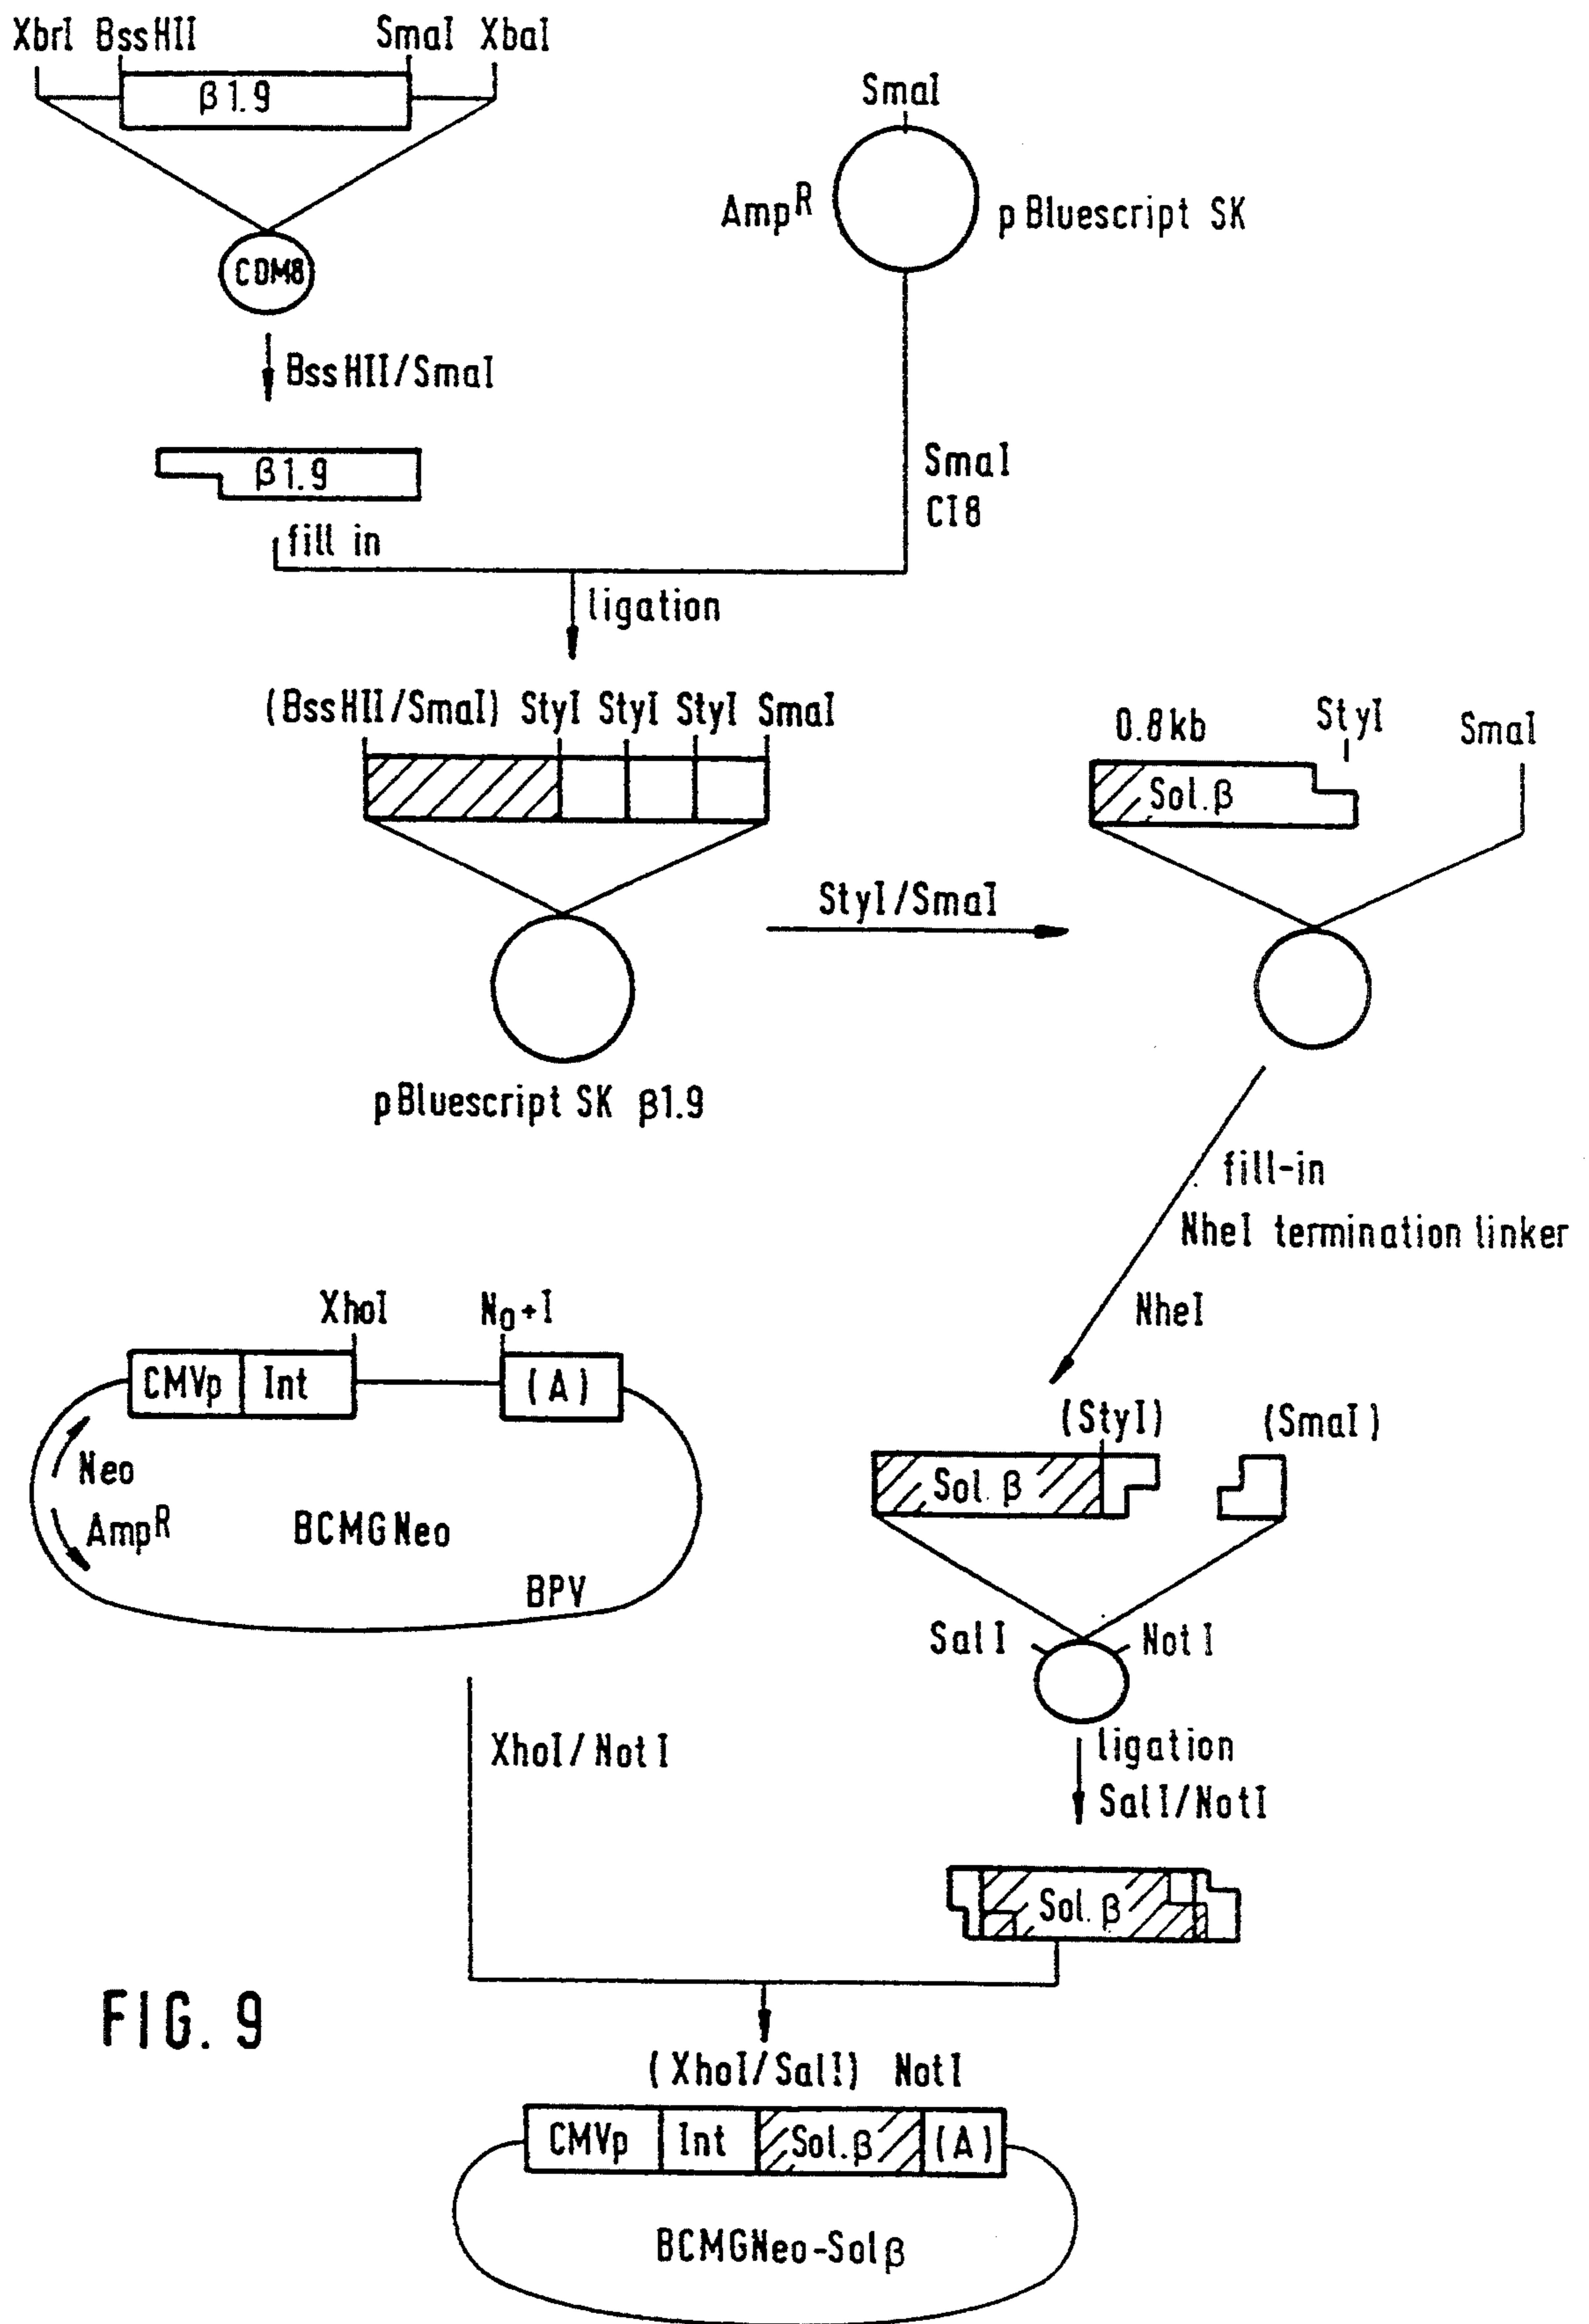 XbrI BssHII SmaI XbaI
β1.9
CDM8
SmaI
AmpR
pBluescript SK
BssHII/SmaI
β1.9
fill in
SmaI
CI8
ligation
(BssHII/SmaI) StyI StyI StyI SmaI
0.8kb StyI SmaI
Sol.β
StyI/SmaI
pBluescript SK β1.9
fill-in
NheI termination linker
NheI
XhoI No+I
CMVp Int (A)
Neo
AmpR
BCMGNeo
BPV
(StyI) (SmaI)
Sol.β
SalI NotI
XhoI/NotI
ligation
SalI/NotI
Sol.β
FIG. 9
(XhoI/SalI) NotI
CMVp Int Sol.β (A)
BCMGNeo-Solβ